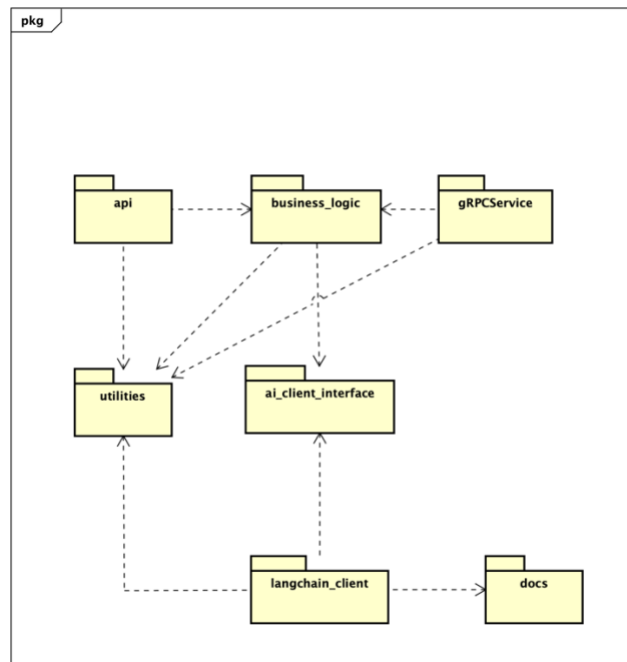 pkg
api
business_logic
gRPCService
utilities
ai_client_interface
langchain_client
docs